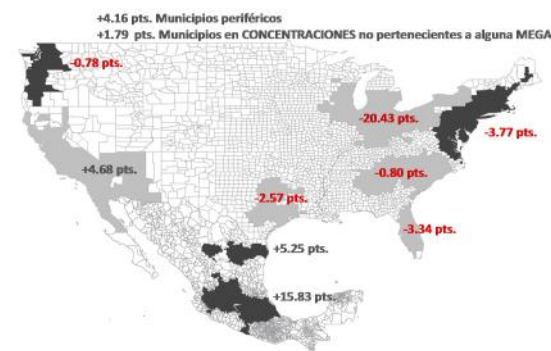 +4.16 pts. Municipios periféricos
+1.79 pts. Municipios en CONCENTRACIONES no pertenecientes a alguna MEGA
-0.78 pts.
-20.43 pts.
-3.77 pts.
+4.68 pts.
-0.80 pts.
-2.57 pts.
-3.34 pts.
+5.25 pts.
+15.83 pts.